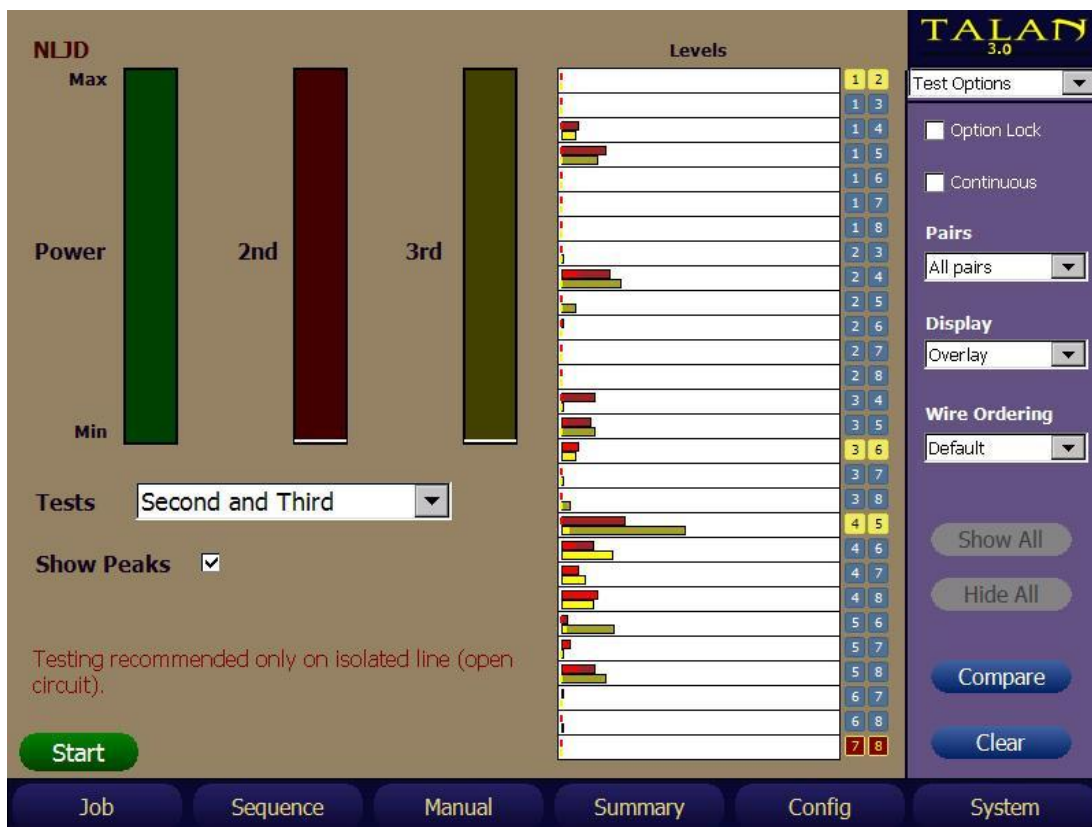 NLJD
Levels
TALAN
3.0
Max
Power
2nd
3rd
Min
1 2
1 3
1 4
1 5
1 6
1 7
1 8
2 3
2 4
2 5
2 6
2 7
2 8
3 4
3 5
3 6
3 7
3 8
4 5
4 6
4 7
4 8
5 6
5 7
5 8
6 7
6 8
7 8
Test Options
Option Lock
Continuous
Pairs
All pairs
Display
Overlay
Wire Ordering
Default
Show All
Hide All
Compare
Clear
Tests
Second and Third
Show Peaks
Testing recommended only on isolated line (open
circuit).
Start
Job
Sequence
Manual
Summary
Config
System